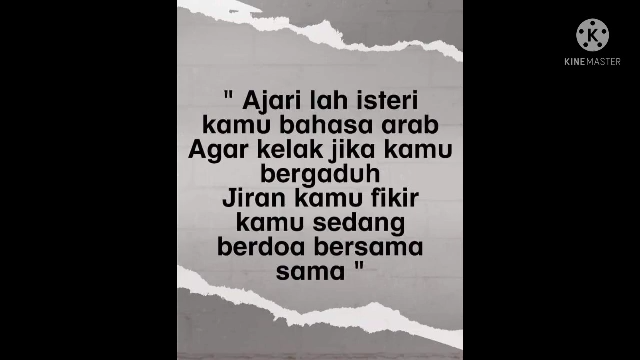 K
KINEMASTER
" Ajari lah isteri
kamu bahasa arab
Agar kelak jika kamu
bergaduh
Jiran kamu fikir
kamu sedang
berdoa bersama
sama "